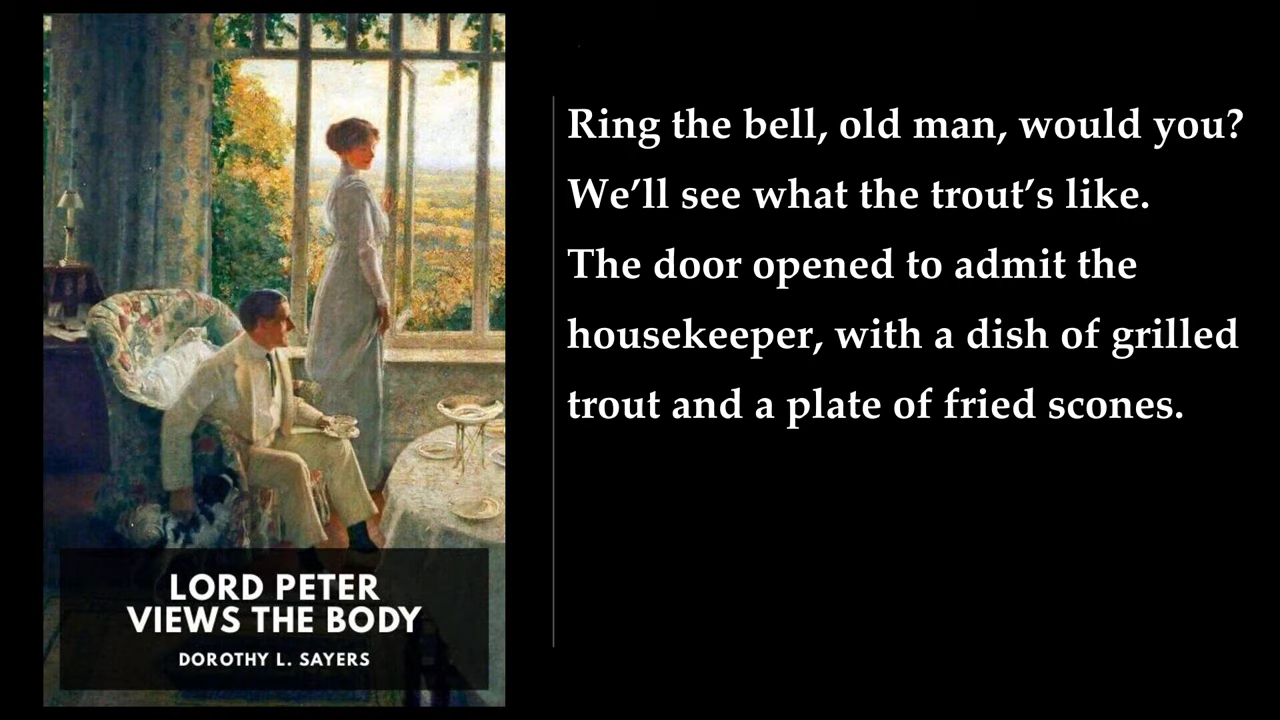 Ring the bell, old man, would you?
We’ll see what the trout’s like.
The door opened to admit the
housekeeper, with a dish of grilled
trout and a plate of fried scones.
LORD PETER
VIEWS THE BODY
DOROTHY L. SAYERS